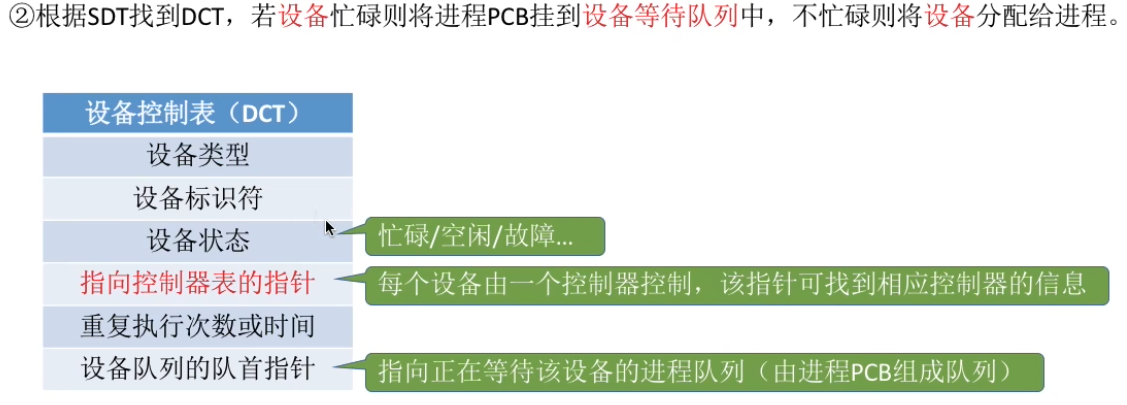 ②根据SDT找到DCT，若设备忙碌则将进程PCB挂到设备等待队列中，不忙碌则将设备分配给进程。
设备控制表（DCT）
设备类型
设备标识符
设备状态
忙碌/空闲/故障...
指向控制器表的指针
每个设备由一个控制器控制，该指针可找到相应控制器的信息
重复执行次数或时间
设备队列的队首指针
指向正在等待该设备的进程队列（由进程PCB组成队列）